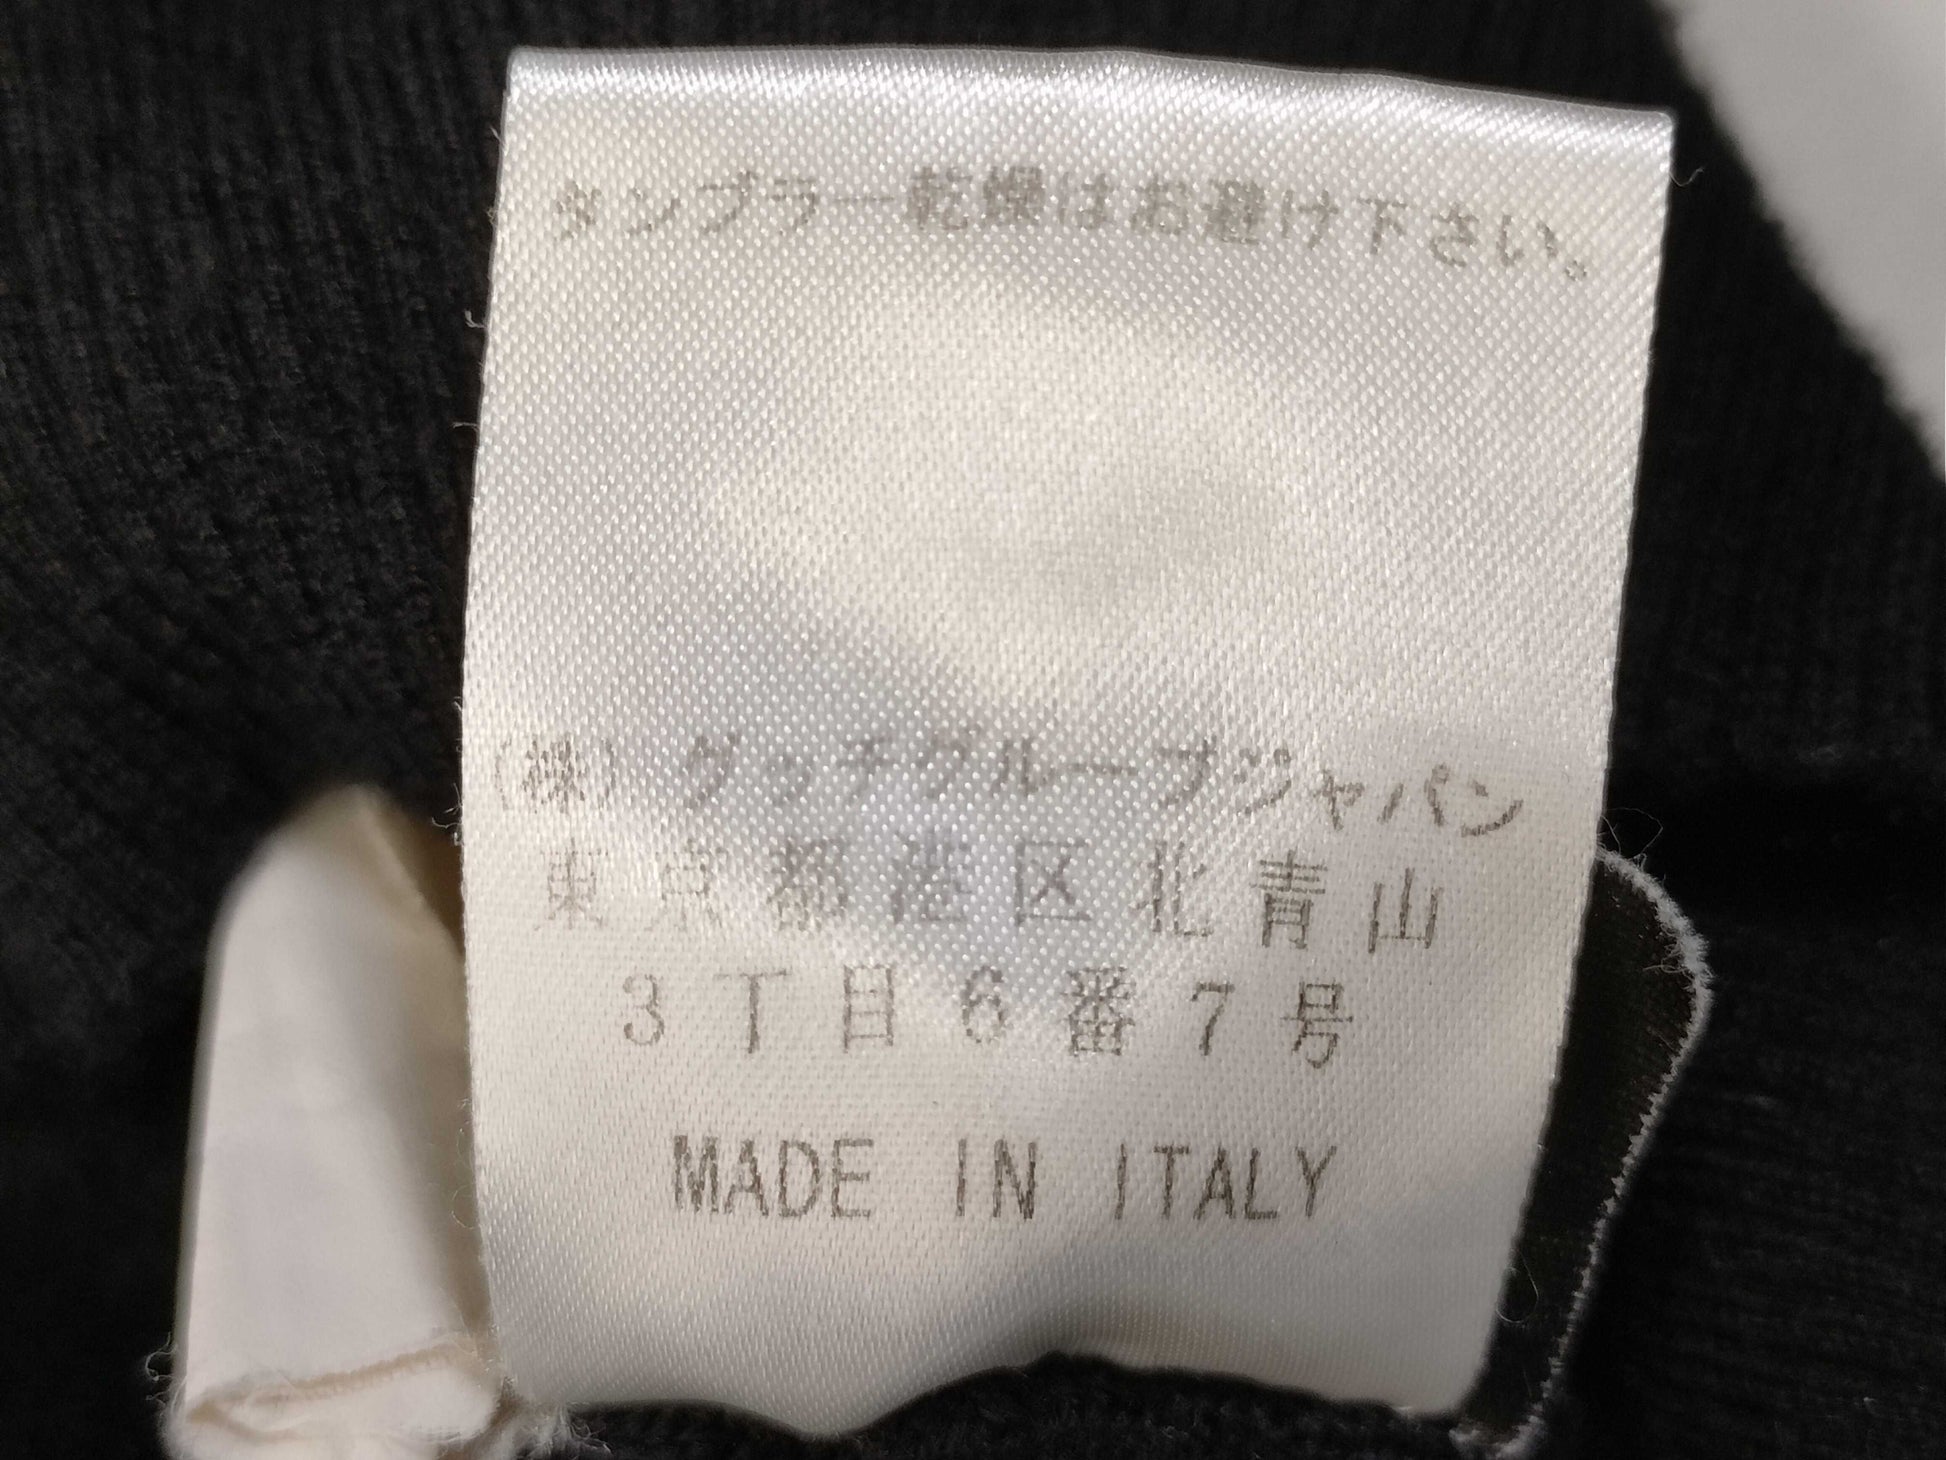 タンブラー乾燥はお避け下さい。
(株) グッチグループジャパン
東京都港区北青山
3丁目6番7号
MADE IN ITALY